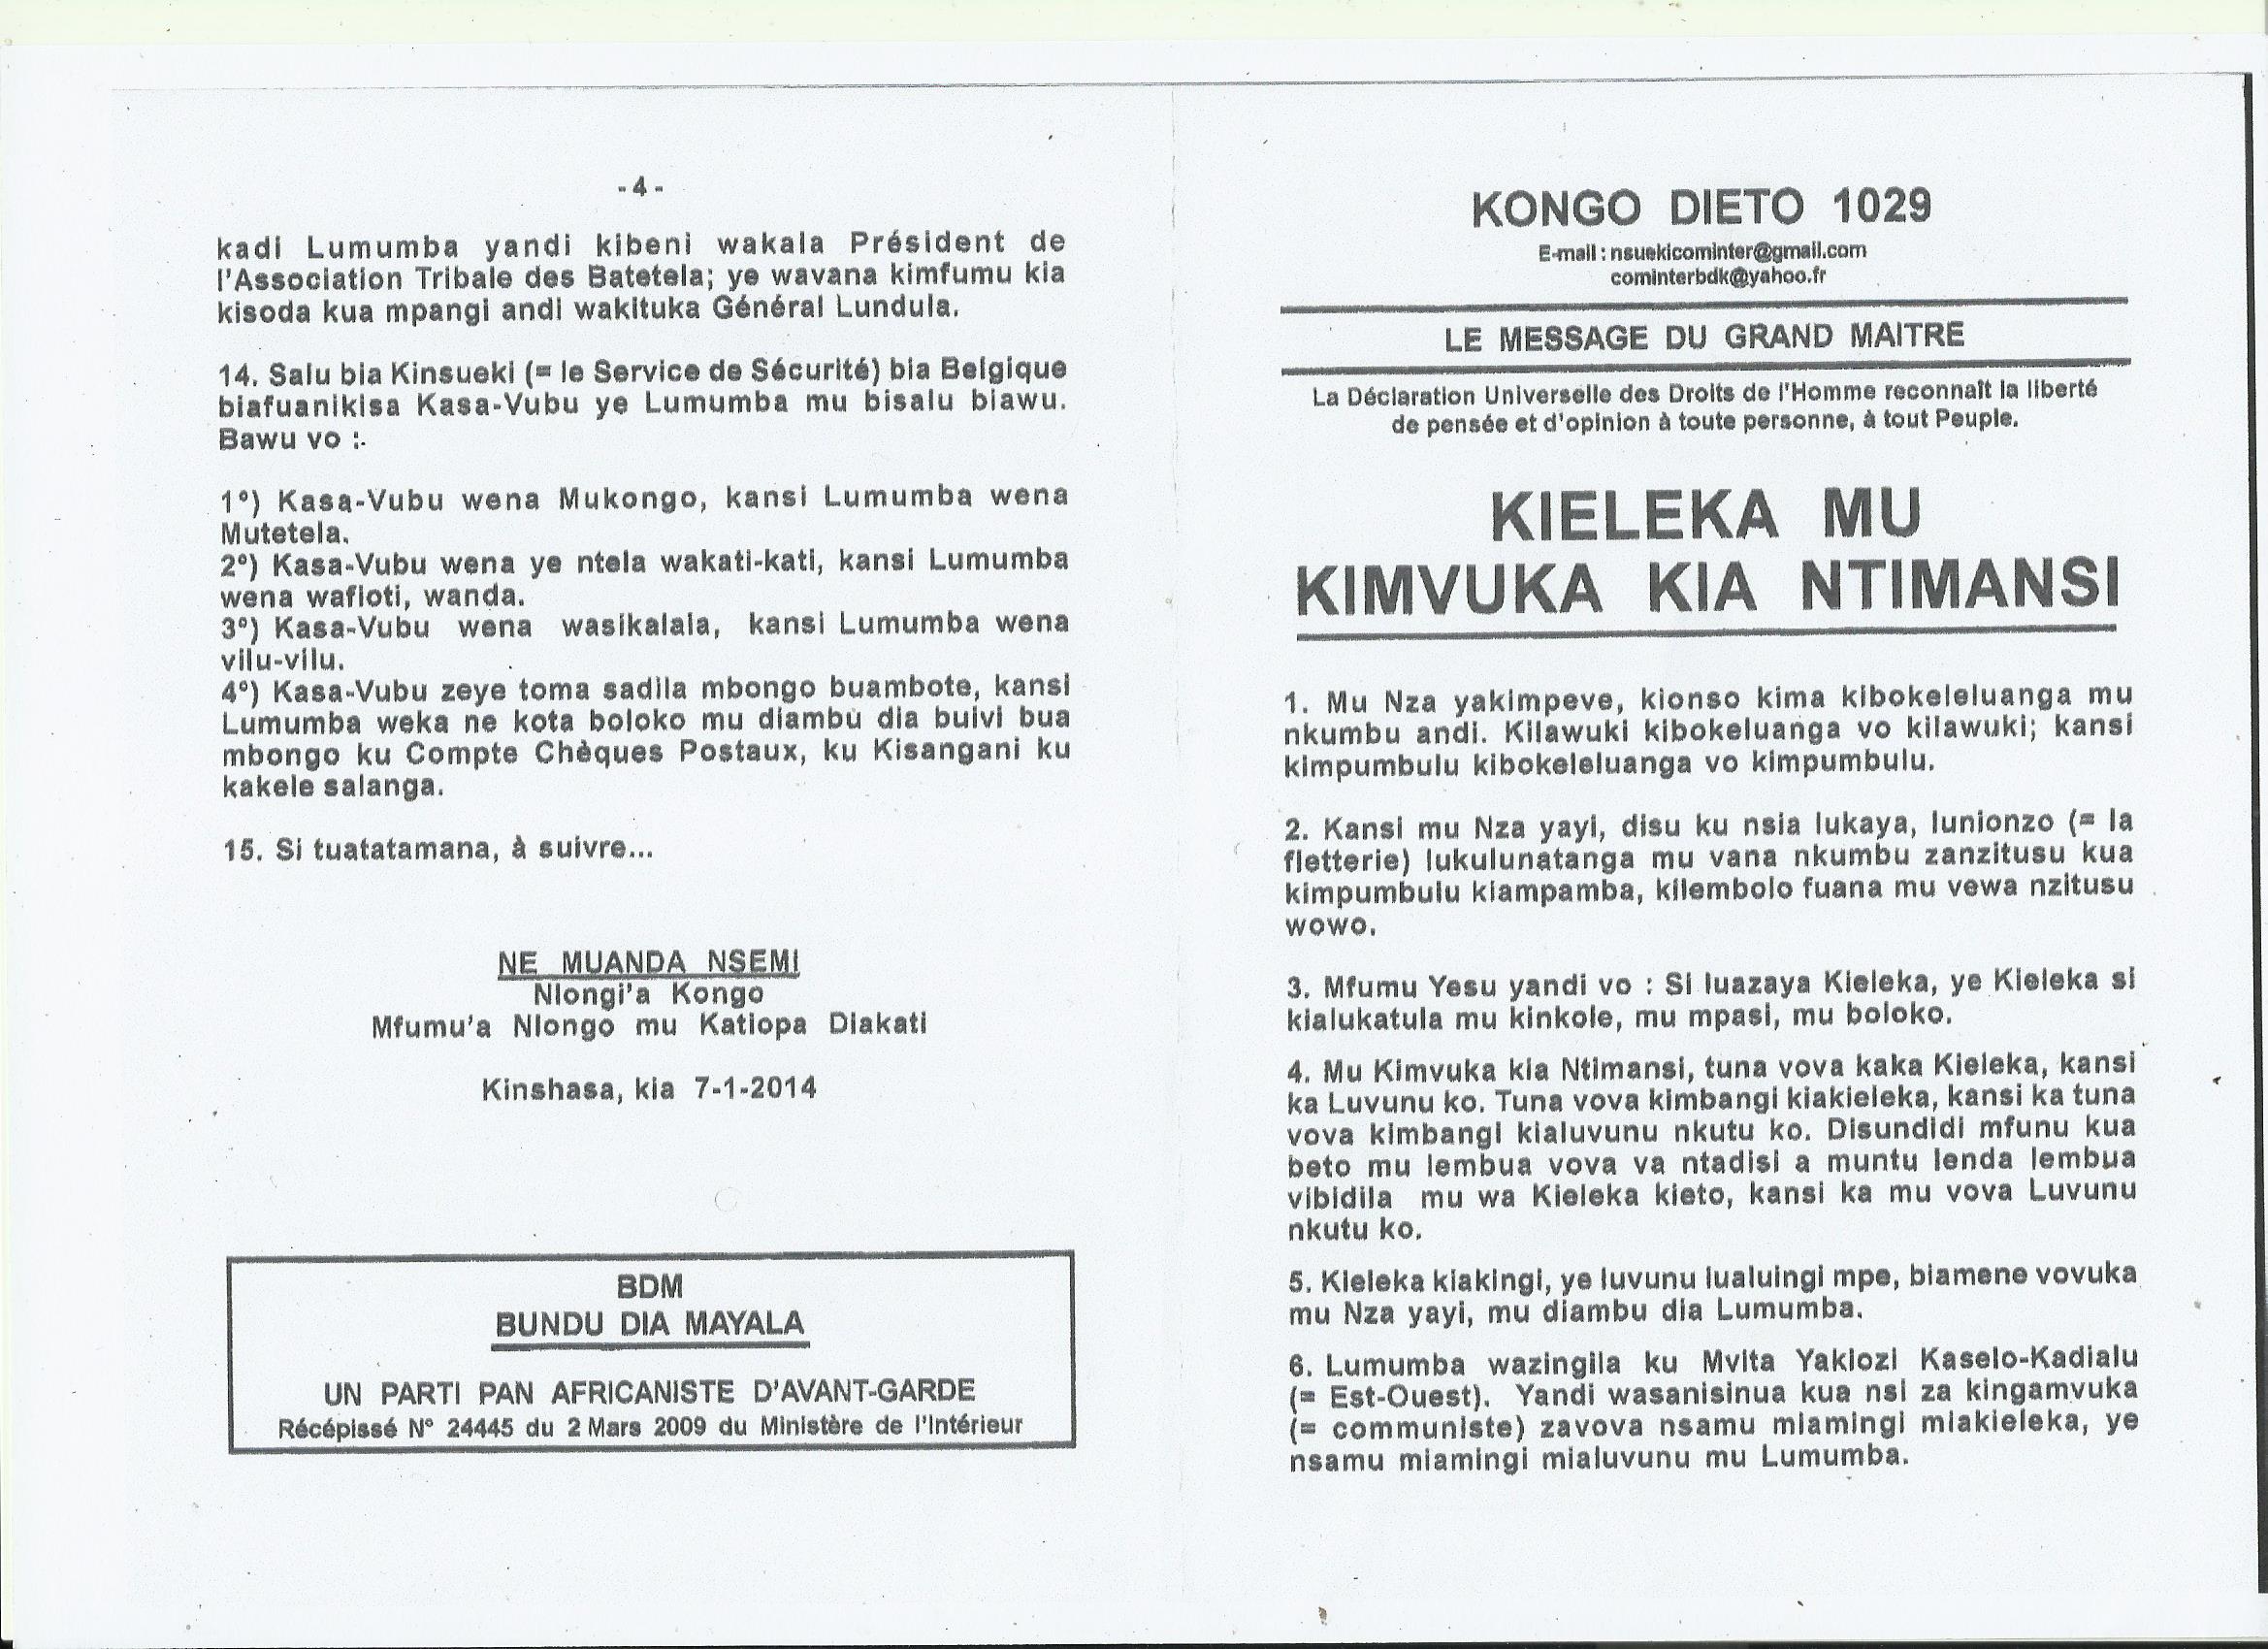 - 4 -
kadi Lumumba yandi kibeni wakala Président de
l'Association Tribale des Batetela; ye wavana kimfumu kia
kisoda kua mpangi andi wakituka Général Lundula.
14. Salu bia Kinsueki (= le Service de Sécurité) bia Belgique
biafuanikisa Kasa-Vubu ye Lumumba mu bisalu biawu.
Bawu vo :
1°) Kasa-Vubu wena Mukongo, kansi Lumumba wena
Mutetela.
2°) Kasa-Vubu wena ye ntela wakati-kati, kansi Lumumba
wena wafioti, wanda.
3°) Kasa-Vubu wena wasikalala, kansi Lumumba wena
vilu-vilu.
4°) Kasa-Vubu zeye toma sadila mbongo buambote, kansi
Lumumba weka ne kota boloko mu diambu dia buivi bua
mbongo ku Compte Chèques Postaux, ku Kisangani ku
kakele salanga.
15. Si tuatatamana, à suivre...
NE MUANDA NSEMI
Nlongi'a Kongo
Mfumu'a Nlongo mu Katiopa Diakati
Kinshasa, kia 7-1-2014
BDM
BUNDU DIA MAYALA
UN PARTI PAN AFRICANISTE D'AVANT-GARDE
Récépissé N° 24445 du 2 Mars 2009 du Ministère de l'Intérieur
KONGO DIETO 1029
E-mail : nsuekicominter@gmail.com
cominterbdk@yahoo.fr
LE MESSAGE DU GRAND MAITRE
La Déclaration Universelle des Droits de l'Homme reconnaît la liberté
de pensée et d'opinion à toute personne, à tout Peuple.
KIELEKA MU
KIMVUKA KIA NTIMANSI
1. Mu Nza yakimpeve, kionso kima kibokeleluanga mu
nkumbu andi. Kilawuki kibokeluanga vo kilawuki; kansi
kimpumbulu kibokeleluanga vo kimpumbulu.
2. Kansi mu Nza yayi, disu ku nsia lukaya, lunionzo (= la
fletterie) lukulunatanga mu vana nkumbu zanzitusu kua
kimpumbulu kiampamba, kilembolo fuana mu vewa nzitusu
wowo.
3. Mfumu Yesu yandi vo : Si luazaya Kieleka, ye Kieleka si
kialukatula mu kinkole, mu mpasi, mu boloko.
4. Mu Kimvuka kia Ntimansi, tuna vova kaka Kieleka, kansi
ka Luvunu ko. Tuna vova kimbangi kiakieleka, kansi ka tuna
vova kimbangi kialuvunu nkutu ko. Disundidi mfunu kua
beto mu lembua vova va ntadisi a muntu lenda lembua
vibidila mu wa Kieleka kieto, kansi ka mu vova Luvunu
nkutu ko.
5. Kieleka kiakingi, ye luvunu lualuingi mpe, biamene vovuka
mu Nza yayi, mu diambu dia Lumumba.
6. Lumumba wazingila ku Mvita Yakiozi Kaselo-Kadialu
(= Est-Ouest). Yandi wasanisinua kua nsi za kingamvuka
(= communiste) zavova nsamu miamingi miakieleka, ye
nsamu miamingi mialuvunu mu Lumumba.